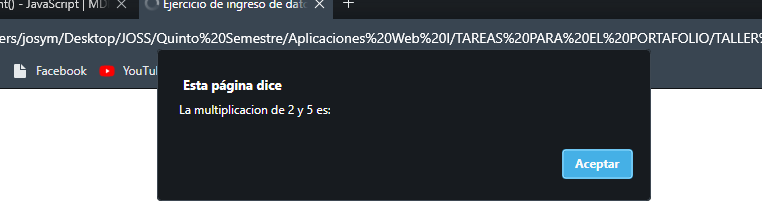 nt() - JavaScript | MD
Ejercicio de ingreso de dato
ers/josym/Desktop/JOSS/Quinto%20Semestre/Aplicaciones%20Web%20I/TAREAS%20PARA%20EL%20PORTAFOLIO/TALLER%
Facebook
YouTu
Esta página dice
La multiplicacion de 2 y 5 es:
Aceptar